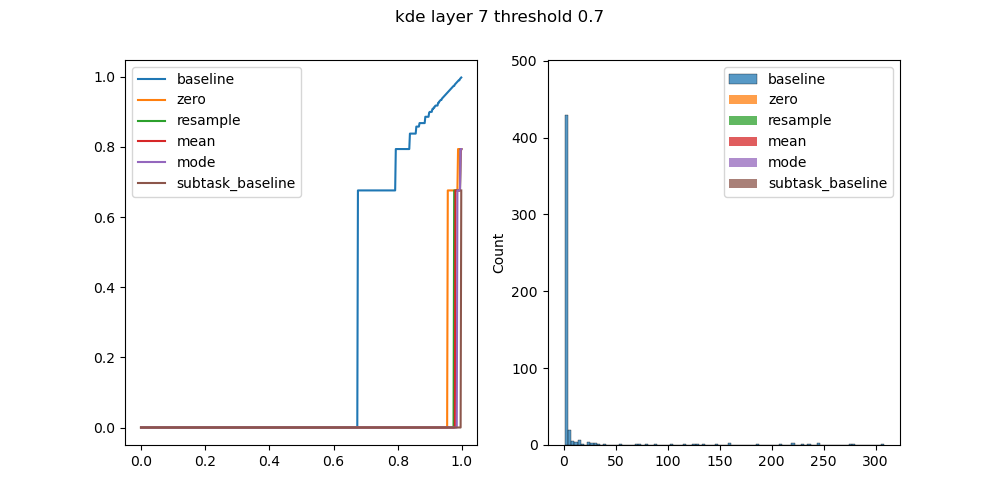 kde layer 7 threshold 0.7
baseline
zero
resample
mean
mode
subtask_baseline
1.0
0.8
0.6
0.4
0.2
0.0
0.0 0.2 0.4 0.6 0.8 1.0
baseline
zero
resample
mean
mode
subtask_baseline
Count
500
400
300
200
100
0
0 50 100 150 200 250 300